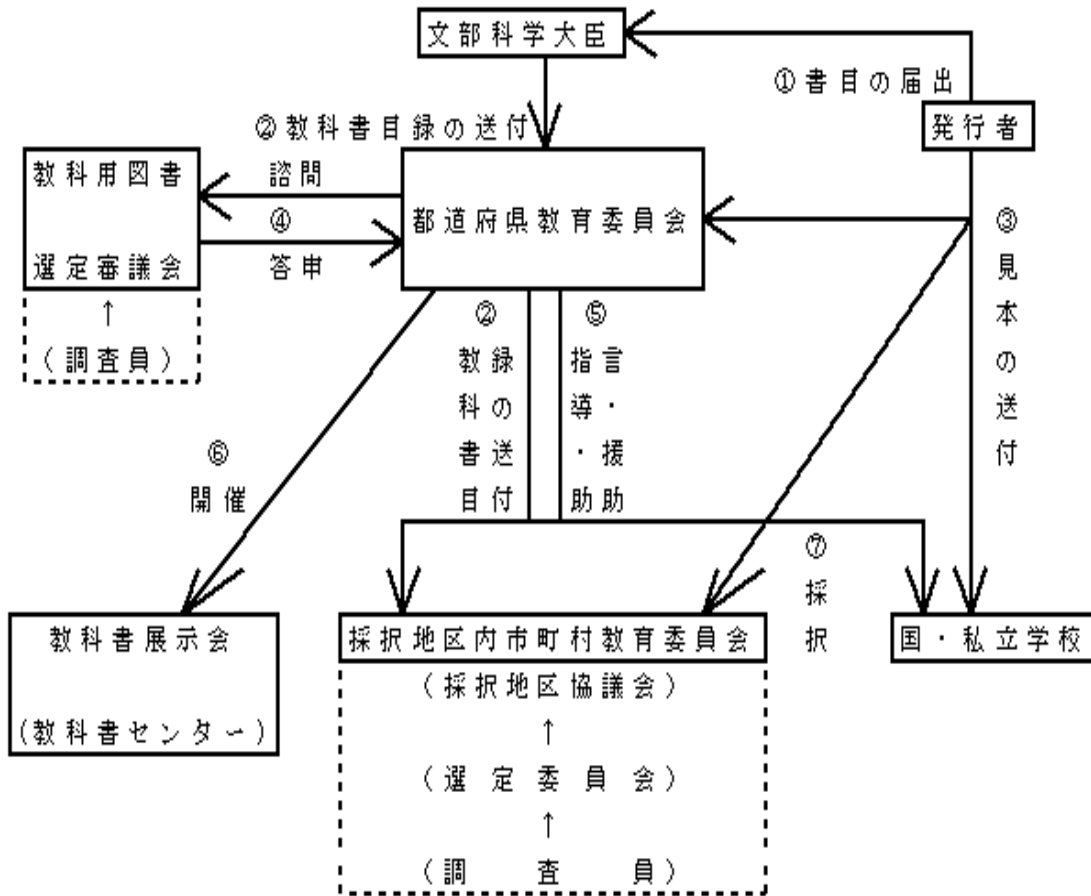 文部科学大臣
①書目の届出
発行者
②教科書目録の送付
教科用図書
選定審議会
↑
(調査員)
諮問
④
答申
都道府県教育委員会
③見本の送付
②
教科書目録の送付
⑤
指導・助言・援助
⑥
開催
⑦
採択
教科書展示会
(教科書センター)
採択地区内市町村教育委員会
(採択地区協議会)
↑
(選定委員会)
↑
(調査員)
国・私立学校